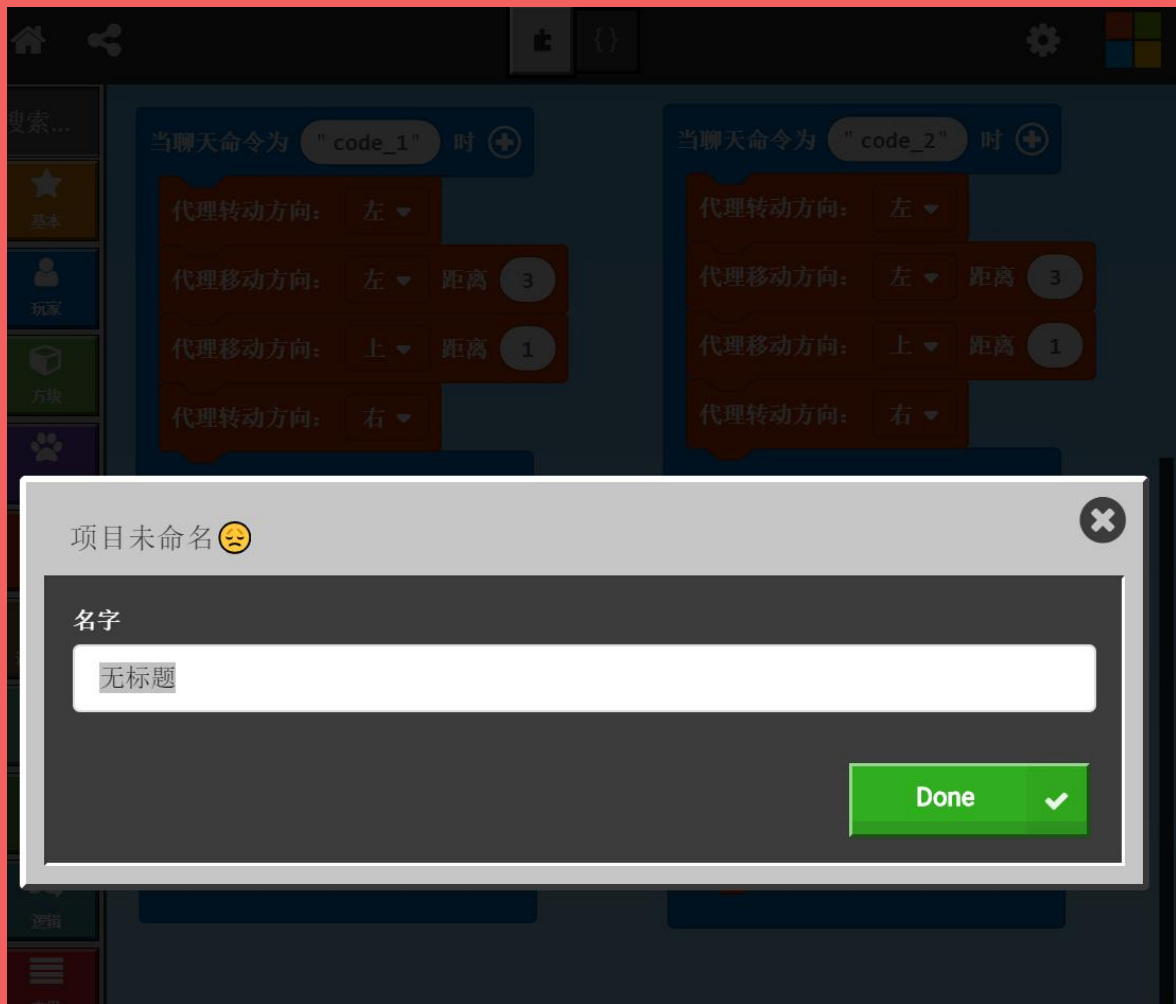 {}
搜索...
当聊天命令为 "code_1" 时
当聊天命令为 "code_2" 时
基本
代理转动方向： 左
代理转动方向： 左
代理移动方向： 左 距离 3
代理移动方向： 左 距离 3
玩家
代理移动方向： 上 距离 1
代理移动方向： 上 距离 1
方块
代理转动方向： 右
代理转动方向： 右
项目未命名😔
名字
无标题
Done
逻辑